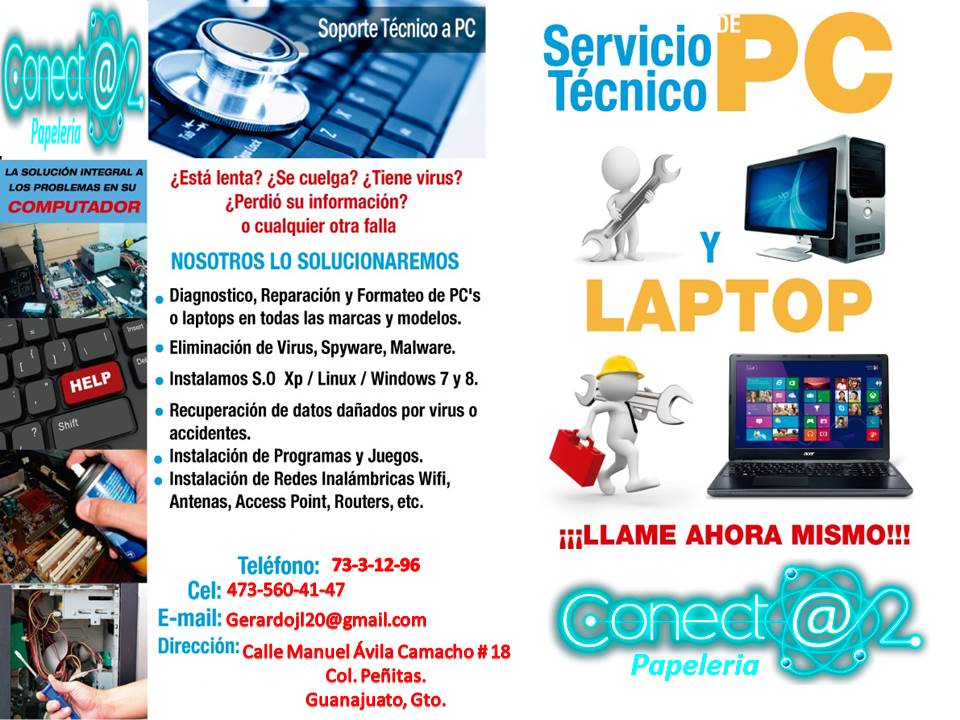 Conect@2
Papelería
LA SOLUCIÓN INTEGRAL A
LOS PROBLEMAS EN SU
COMPUTADOR
Insert
HELP
?
Shift
Soporte Técnico a PC
¿Está lenta? ¿Se cuelga? ¿Tiene virus?
¿Perdió su información?
o cualquier otra falla
NOSOTROS LO SOLUCIONAREMOS
• Diagnostico, Reparación y Formateo de PC's
o laptops en todas las marcas y modelos.
• Eliminación de Virus, Spyware, Malware.
• Instalamos S.O Xp / Linux / Windows 7 y 8.
• Recuperación de datos dañados por virus o
accidentes.
• Instalación de Programas y Juegos.
• Instalación de Redes Inalámbricas Wifi,
Antenas, Access Point, Routers, etc.
Teléfono: 73-3-12-96
Cel: 473-560-41-47
E-mail: Gerardojl20@gmail.com
Dirección: Calle Manuel Ávila Camacho # 18
Col. Peñitas.
Guanajuato, Gto.
Servicio
Técnico
DE
PC
Y
LAPTOP
acer
¡¡¡LLAME AHORA MISMO!!!
Conect@2
Papeleria